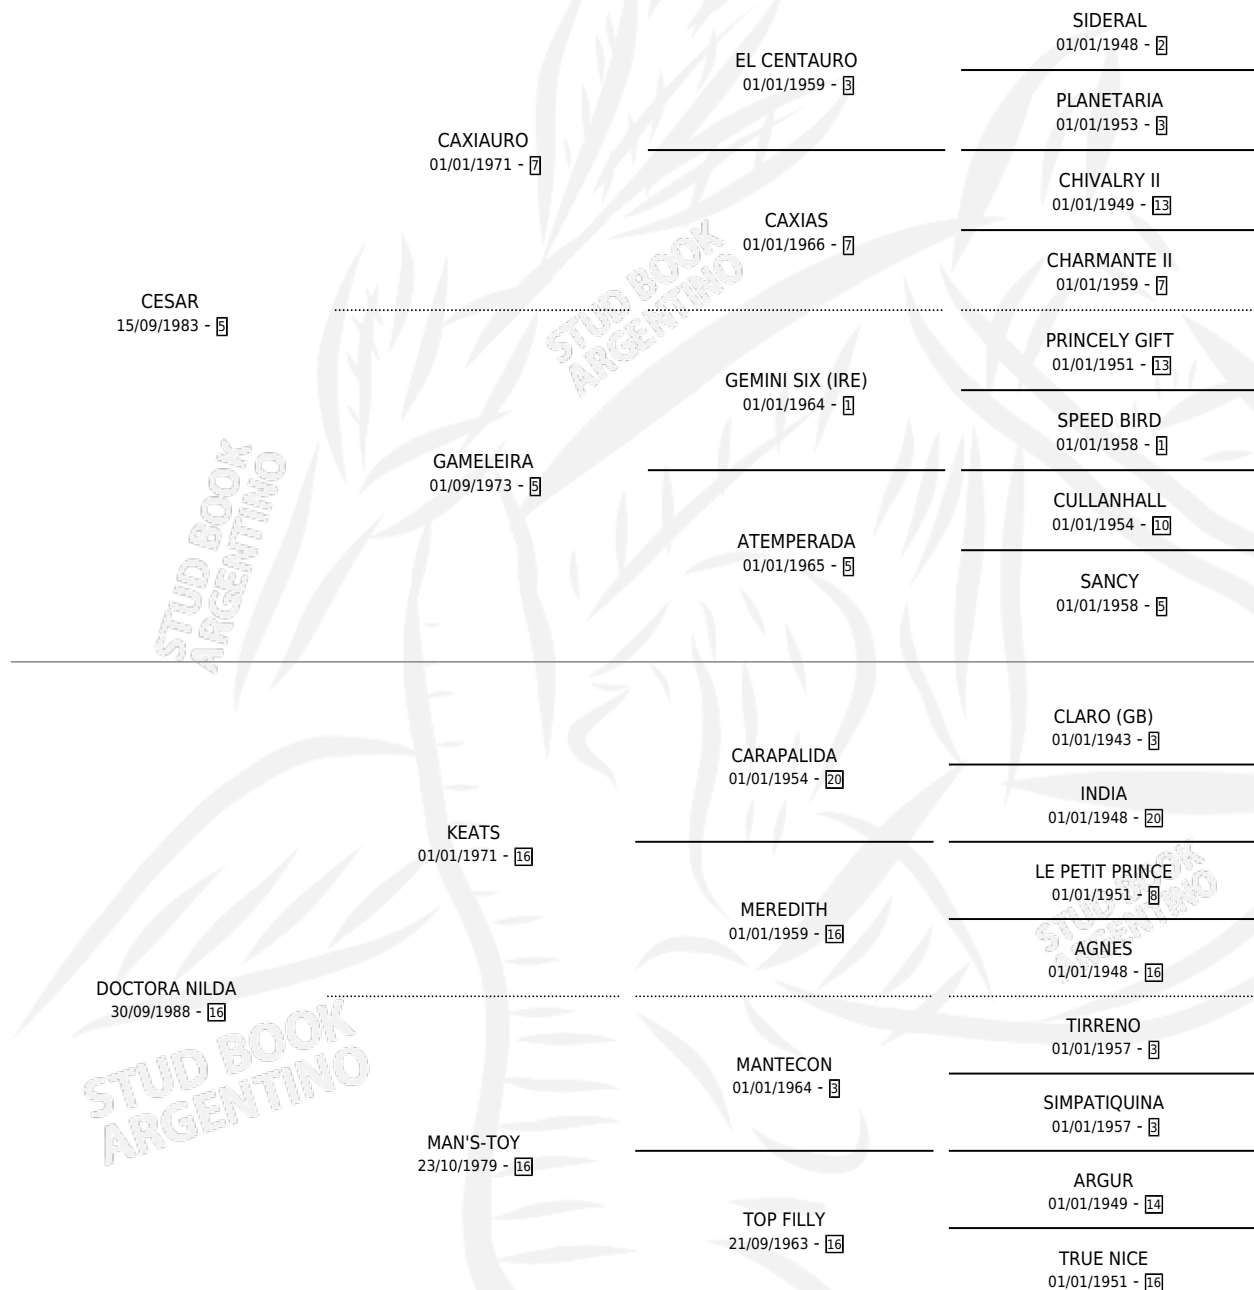 SIDERAL
01/01/1948 - 2
EL CENTAURO
01/01/1959 - 3
PLANETARIA
01/01/1953 - 3
CAXIAURO
01/01/1971 - 7
CHIVALRY II
01/01/1949 - 13
CAXIAS
01/01/1966 - 7
CHARMANTE II
01/01/1959 - 7
CESAR
15/09/1983 - 5
PRINCELY GIFT
01/01/1951 - 13
GEMINI SIX (IRE)
01/01/1964 - 1
SPEED BIRD
01/01/1958 - 1
GAMELEIRA
01/09/1973 - 5
CULLANHALL
01/01/1954 - 10
ATEMPERADA
01/01/1965 - 5
SANCY
01/01/1958 - 5
STUD BOOK
ARGENTINO
STUD BOOK
ARGENTINO
CLARO (GB)
01/01/1943 - 3
CARAPALIDA
01/01/1954 - 20
INDIA
01/01/1948 - 20
KEATS
01/01/1971 - 16
LE PETIT PRINCE
01/01/1951 - 8
MEREDITH
01/01/1959 - 16
AGNES
01/01/1948 - 16
STUD BOOK
ARGENTINO
DOCTORA NILDA
30/09/1988 - 16
TIRRENO
01/01/1957 - 3
MANTECON
01/01/1964 - 3
SIMPATIQUINA
01/01/1957 - 3
STUD BOOK
ARGENTINO
MAN'S-TOY
23/10/1979 - 16
ARGUR
01/01/1949 - 14
TOP FILLY
21/09/1963 - 16
TRUE NICE
01/01/1951 - 16